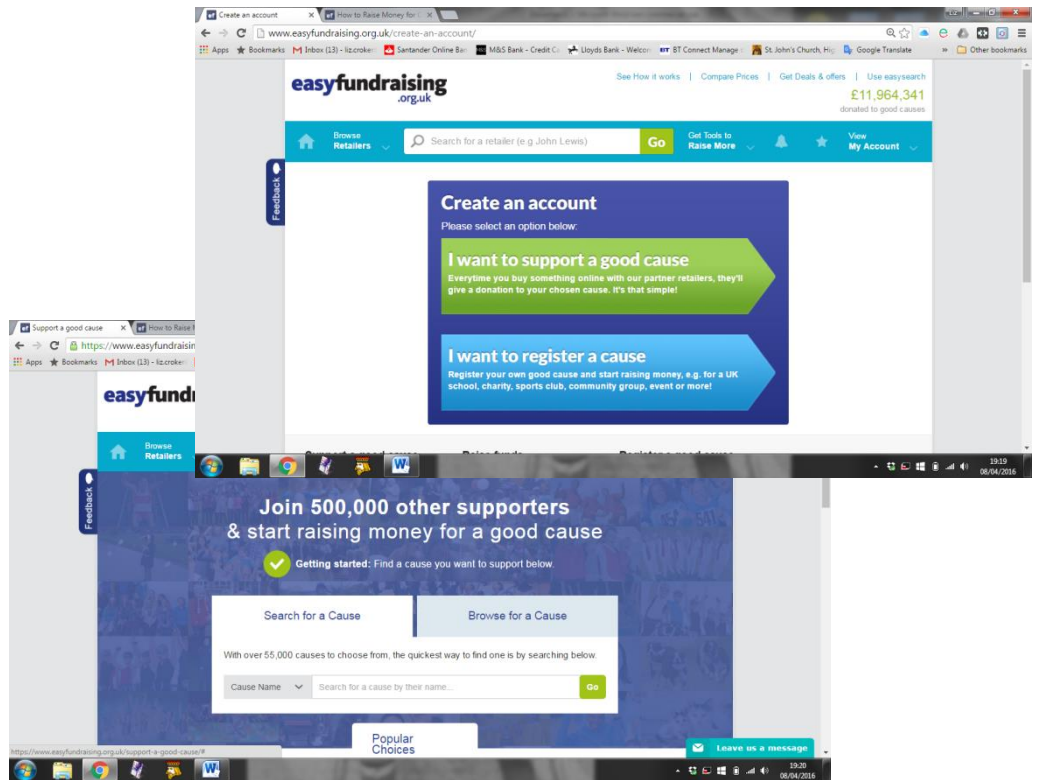 Create an account
How to Raise Money for
www.easyfundraising.org.uk/create-an-account/
Apps Bookmarks Inbox (13) - liz.croker Santander Online Ban M&S Bank - Credit C Lloyds Bank - Welcon BT Connect Manage St. John's Church, Hig Google Translate » Other bookmarks
easyfundraising
.org.uk
See How it works | Compare Prices | Get Deals & offers | Use easysearch
£11,964,341
donated to good causes
Browse
Retailers
Search for a retailer (e.g John Lewis)
Go
Get Tools to
Raise More
View
My Account
Feedback
Create an account
Please select an option below:
I want to support a good cause
Everytime you buy something online with our partner retailers, they'll
give a donation to your chosen cause. It's that simple!
I want to register a cause
Register your own good cause and start raising money, e.g. for a UK
school, charity, sports club, community group, event or more!
19:19
08/04/2016
Support a good cause
How to Raise
https://www.easyfundraisin
Apps Bookmarks Inbox (13) - liz.croker
easyfund
Browse
Retailers
Feedback
Join 500,000 other supporters
& start raising money for a good cause
Getting started: Find a cause you want to support below.
Search for a Cause
Browse for a Cause
With over 55,000 causes to choose from, the quickest way to find one is by searching below.
Cause Name
Search for a cause by their name...
Go
Popular
Choices
Leave us a message
https://www.easyfundraising.org.uk/support-a-good-cause/#
19:20
08/04/2016